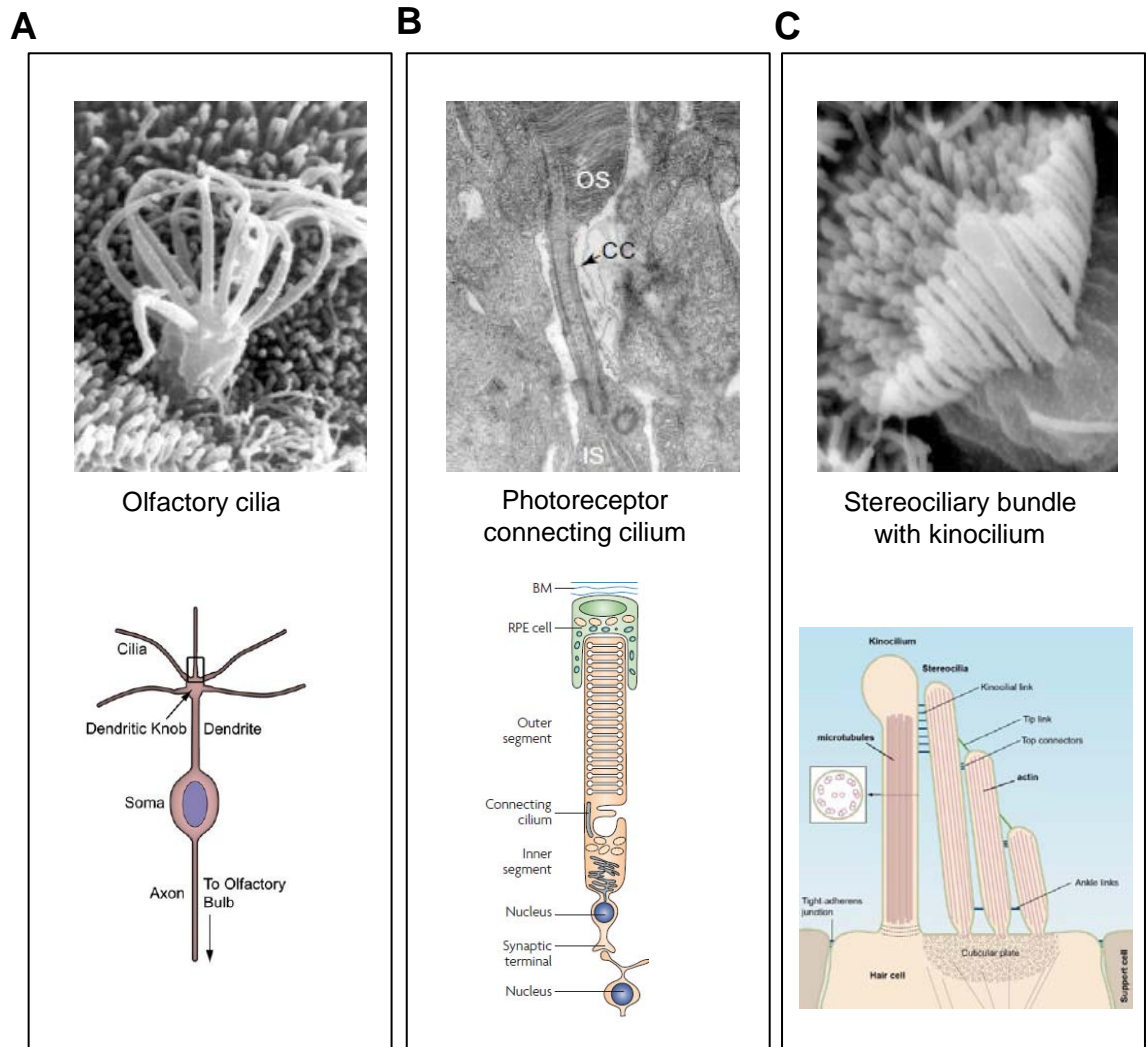 A
B
C
OS
CC
IS
Olfactory cilia
Photoreceptor
connecting cilium
Stereociliary bundle
with kinocilium
Cilia
Dendritic Knob
Dendrite
Soma
Axon
To Olfactory
Bulb
BM
RPE cell
Outer
segment
Connecting
cilium
Inner
segment
Nucleus
Synaptic
terminal
Nucleus
Kinocilium
Stereocilia
Kinocilial link
Tip link
Top connectors
microtubules
actin
Ankle links
Tight-adherens
junction
Cuticular plate
Hair cell
Support cell